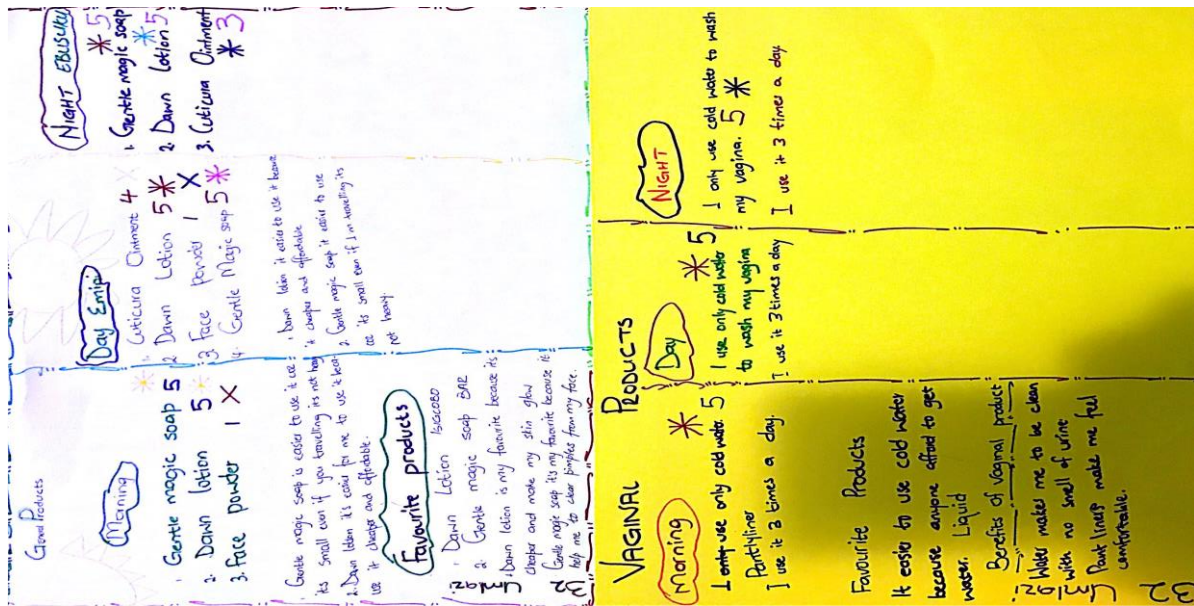 General Products
Morning
1. Gentle magic soap 5
2. Dawn lotion 5
3. Face powder 1 X
1. Gentle magic soap is easier to use it coz
its small even if you travelling its not heavy
2. Dawn lotion it's easier for me to use it
use it cheaper and affordable.
Favourite products
1. Dawn Lotion ISIGCOBO
2. Gentle magic soap BAR
1. Dawn lotion is my favourite because its
cheaper and make my skin glow
Gentle magic soap its my favourite because it
help me to clear pimples from my face.
Umlazi
32
Day Emini
1. Cuticura Ointment 4 X
2. Dawn Lotion 5 *
3. Face powder 1 X
4. Gentle Magic soap 5 *
1. Dawn lotion it easier to use it because
it cheaper and affordable
2. Gentle magic soap it easier to use
coz its small even if I'm travelling its
not heavy.
NIGHT EBUSUKU
* 5
1. Gentle magic soap
*
2. Dawn lotion 5
3. Cuticura Ointment
* 3
VAGINAL PRODUCTS
Morning
* 5
I only use only cold water
Pantyliner
I use it 3 times a day.
Favourite Products
It easier to use cold water
because anyone afford to get
water. Liquid
Benefits of vaginal product
Water makes me to be clean
with no smell of urine
Pant liners make me feel
comfortable.
Umlazi
32
Day
* 5
I use only cold water
to wash my vagina
I use it 3 times a day
NIGHT
I only use cold water to wash
my vagina. 5 *
I use it 3 times a day